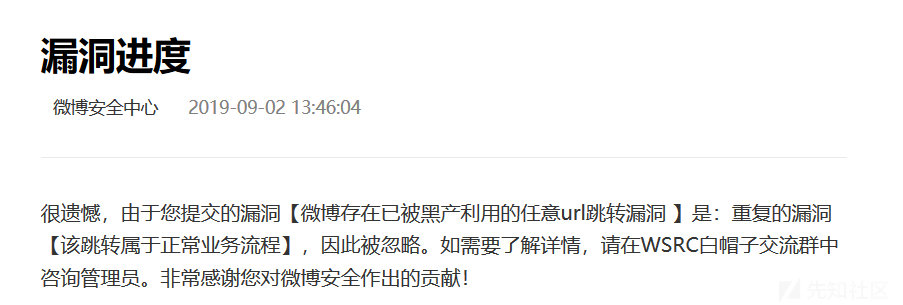 漏洞进度
微博安全中心 2019-09-02 13:46:04
很遗憾，由于您提交的漏洞【微博存在已被黑产利用的任意url跳转漏洞 】是：重复的漏洞
【该跳转属于正常业务流程】，因此被忽略。如需要了解详情，请在WSRC白帽子交流群中
咨询管理员。非常感谢您对微博安全作出的贡献！
先知社区